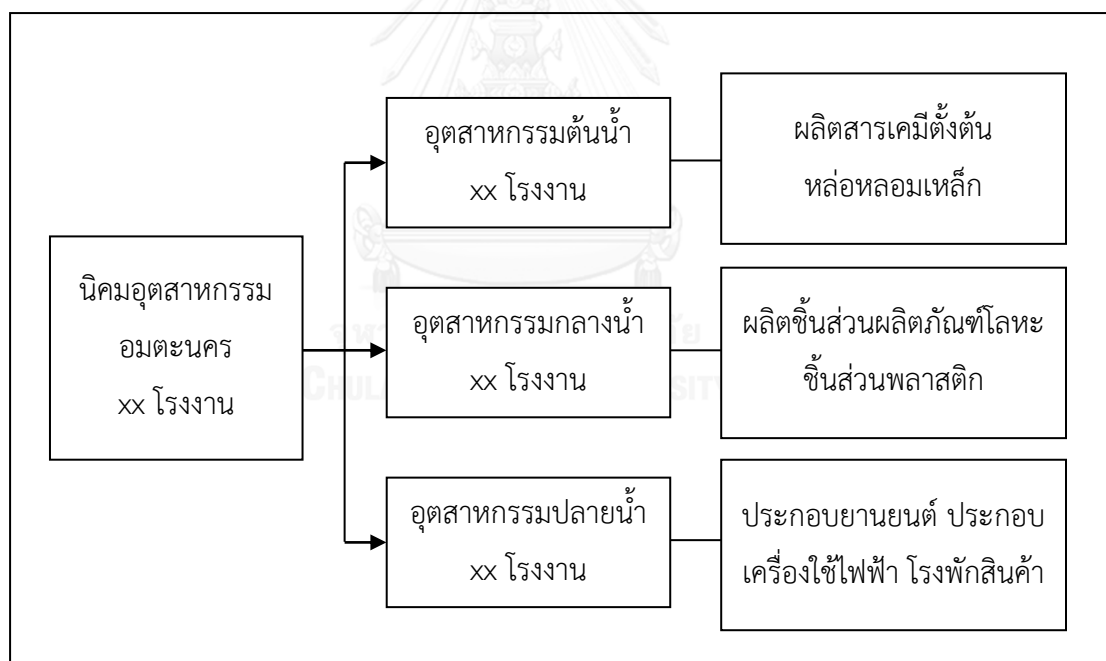 อุตสาหกรรมต้นน้ำ
xx โรงงาน
ผลิตสารเคมีตั้งต้น
หล่อหลอมเหล็ก
นิคมอุตสาหกรรม
อมตะนคร
xx โรงงาน
อุตสาหกรรมกลางน้ำ
xx โรงงาน
ผลิตชิ้นส่วนผลิตภัณฑ์โลหะ
ชิ้นส่วนพลาสติก
อุตสาหกรรมปลายน้ำ
xx โรงงาน
ประกอบยานยนต์ ประกอบ
เครื่องใช้ไฟฟ้า โรงพักสินค้า